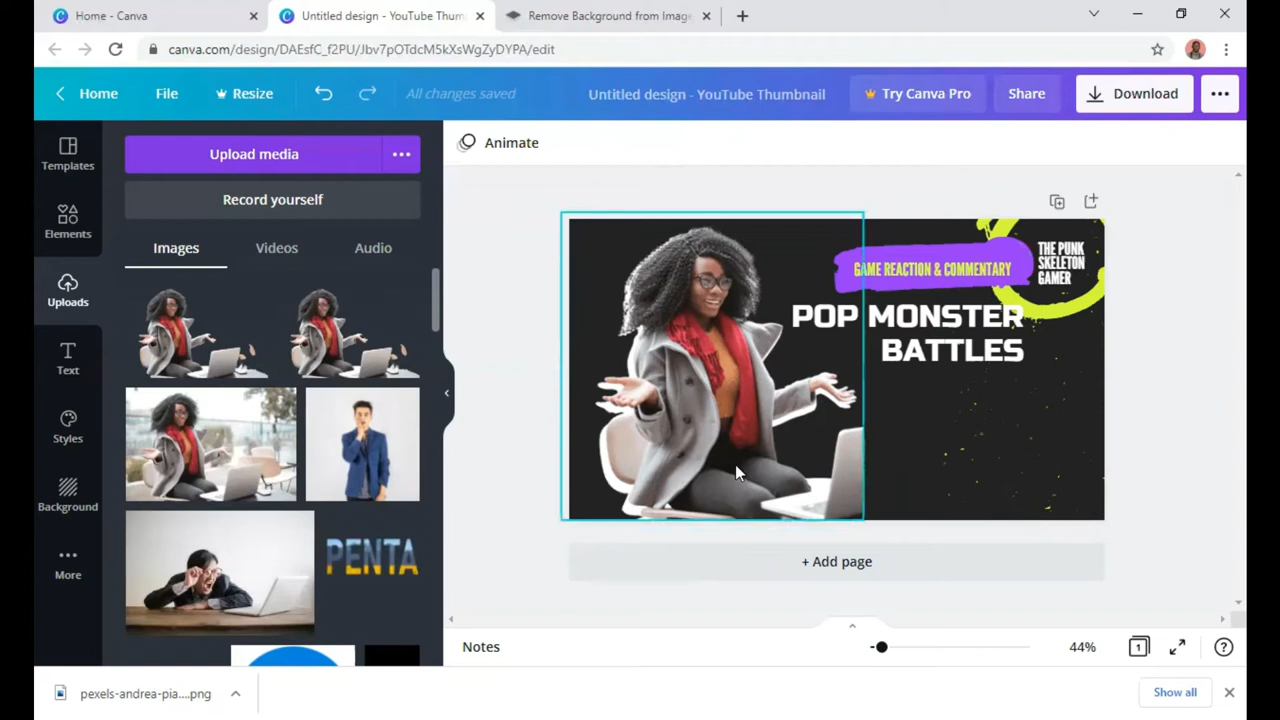 Home - Canva
Untitled design - YouTube Thum
Remove Background from Imag
canva.com/design/DAEsfC_f2PU/Jbv7pOTdcM5kXsWgZyDYPA/edit
Home
File
Resize
All changes saved
Untitled design - YouTube Thumbnail
Try Canva Pro
Share
Download
Templates
Elements
Uploads
Text
Styles
Background
More
Upload media
Record yourself
Images
Videos
Audio
PENTA
Animate
GAME REACTION & COMMENTARY
THE PUNK
SKELETON
GAMER
POP MONSTER
BATTLES
+ Add page
Notes
44%
1
pexels-andrea-pia....png
Show all